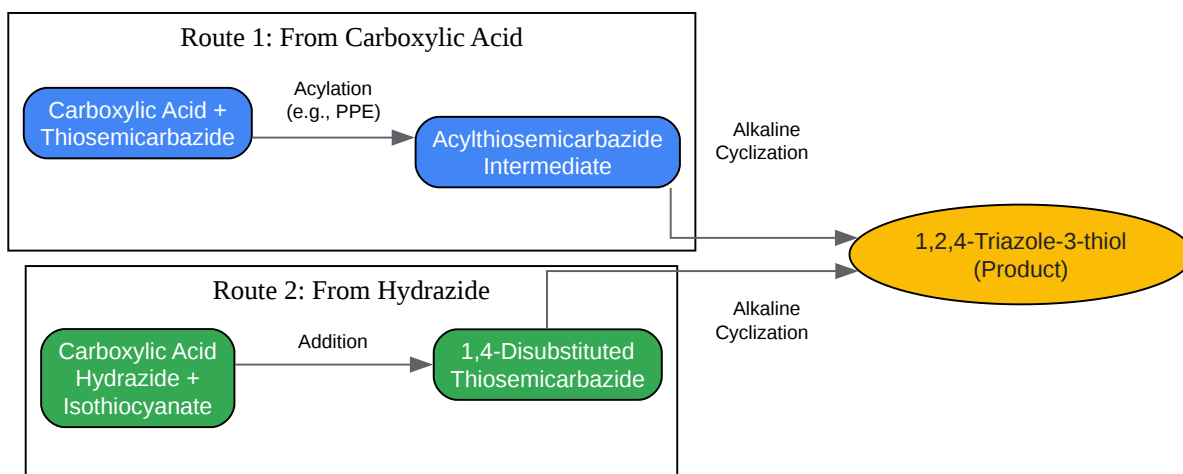 Route 1: From Carboxylic Acid
Carboxylic Acid +
Thiosemicarbazide
Acylation
(e.g., PPE)
Acylthiosemicarbazide
Intermediate
Alkaline
Cyclization
1,2,4-Triazole-3-thiol
(Product)
Route 2: From Hydrazide
Carboxylic Acid
Hydrazide +
Isothiocyanate
Addition
1,4-Disubstituted
Thiosemicarbazide
Alkaline
Cyclization